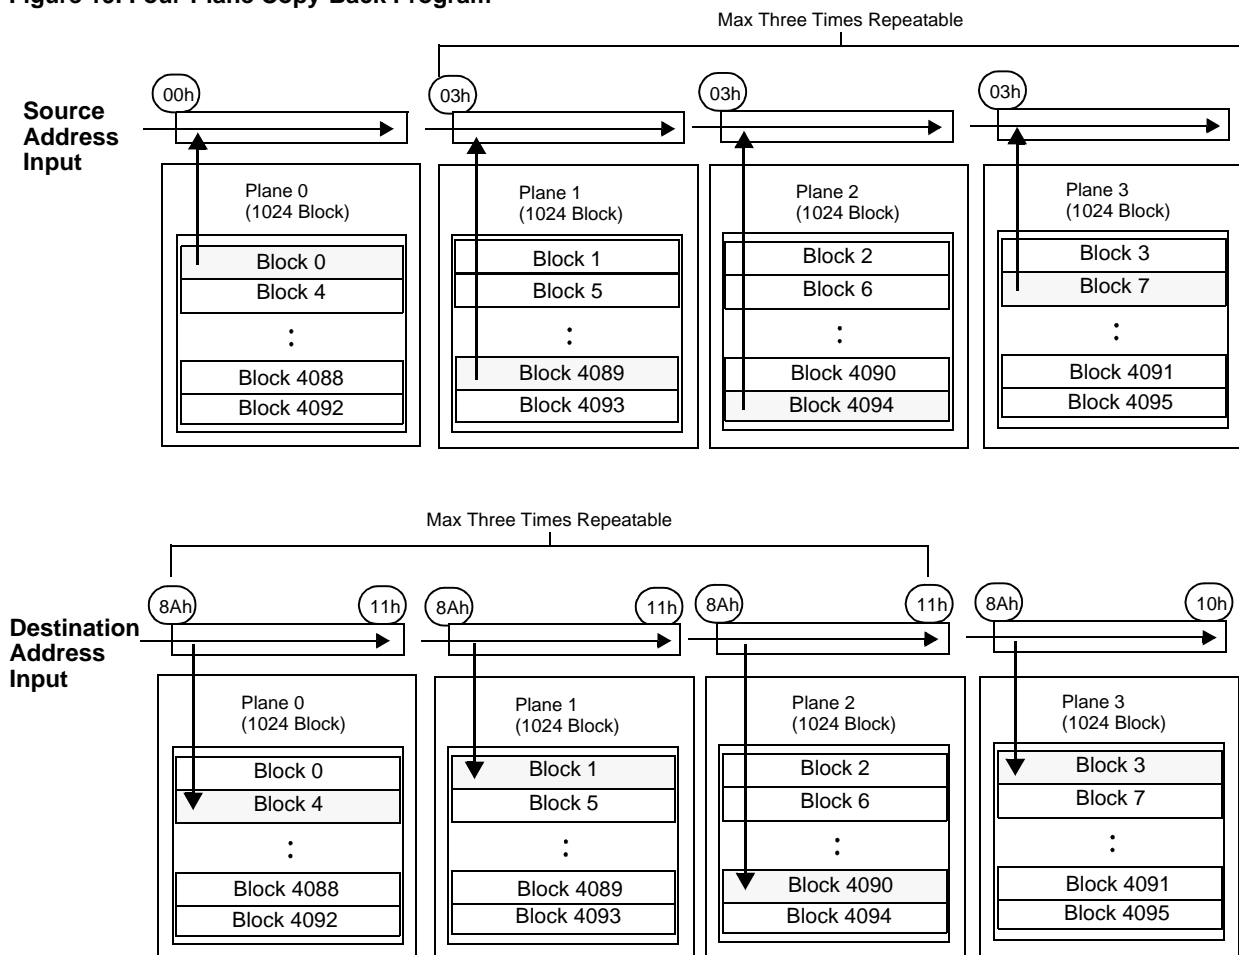 Figure 16. Four-Plane Copy-Back Program
Max Three Times Repeatable
00h
03h
03h
03h
Source
Address
Input
Plane 0
(1024 Block)
Block 0
Block 4
:
Block 4088
Block 4092
Plane 1
(1024 Block)
Block 1
Block 5
:
Block 4089
Block 4093
Plane 2
(1024 Block)
Block 2
Block 6
:
Block 4090
Block 4094
Plane 3
(1024 Block)
Block 3
Block 7
:
Block 4091
Block 4095
Max Three Times Repeatable
8Ah
11h
8Ah
11h
8Ah
11h
8Ah
10h
Destination
Address
Input
Plane 0
(1024 Block)
Block 0
Block 4
:
Block 4088
Block 4092
Plane 1
(1024 Block)
Block 1
Block 5
:
Block 4089
Block 4093
Plane 2
(1024 Block)
Block 2
Block 6
:
Block 4090
Block 4094
Plane 3
(1024 Block)
Block 3
Block 7
:
Block 4091
Block 4095